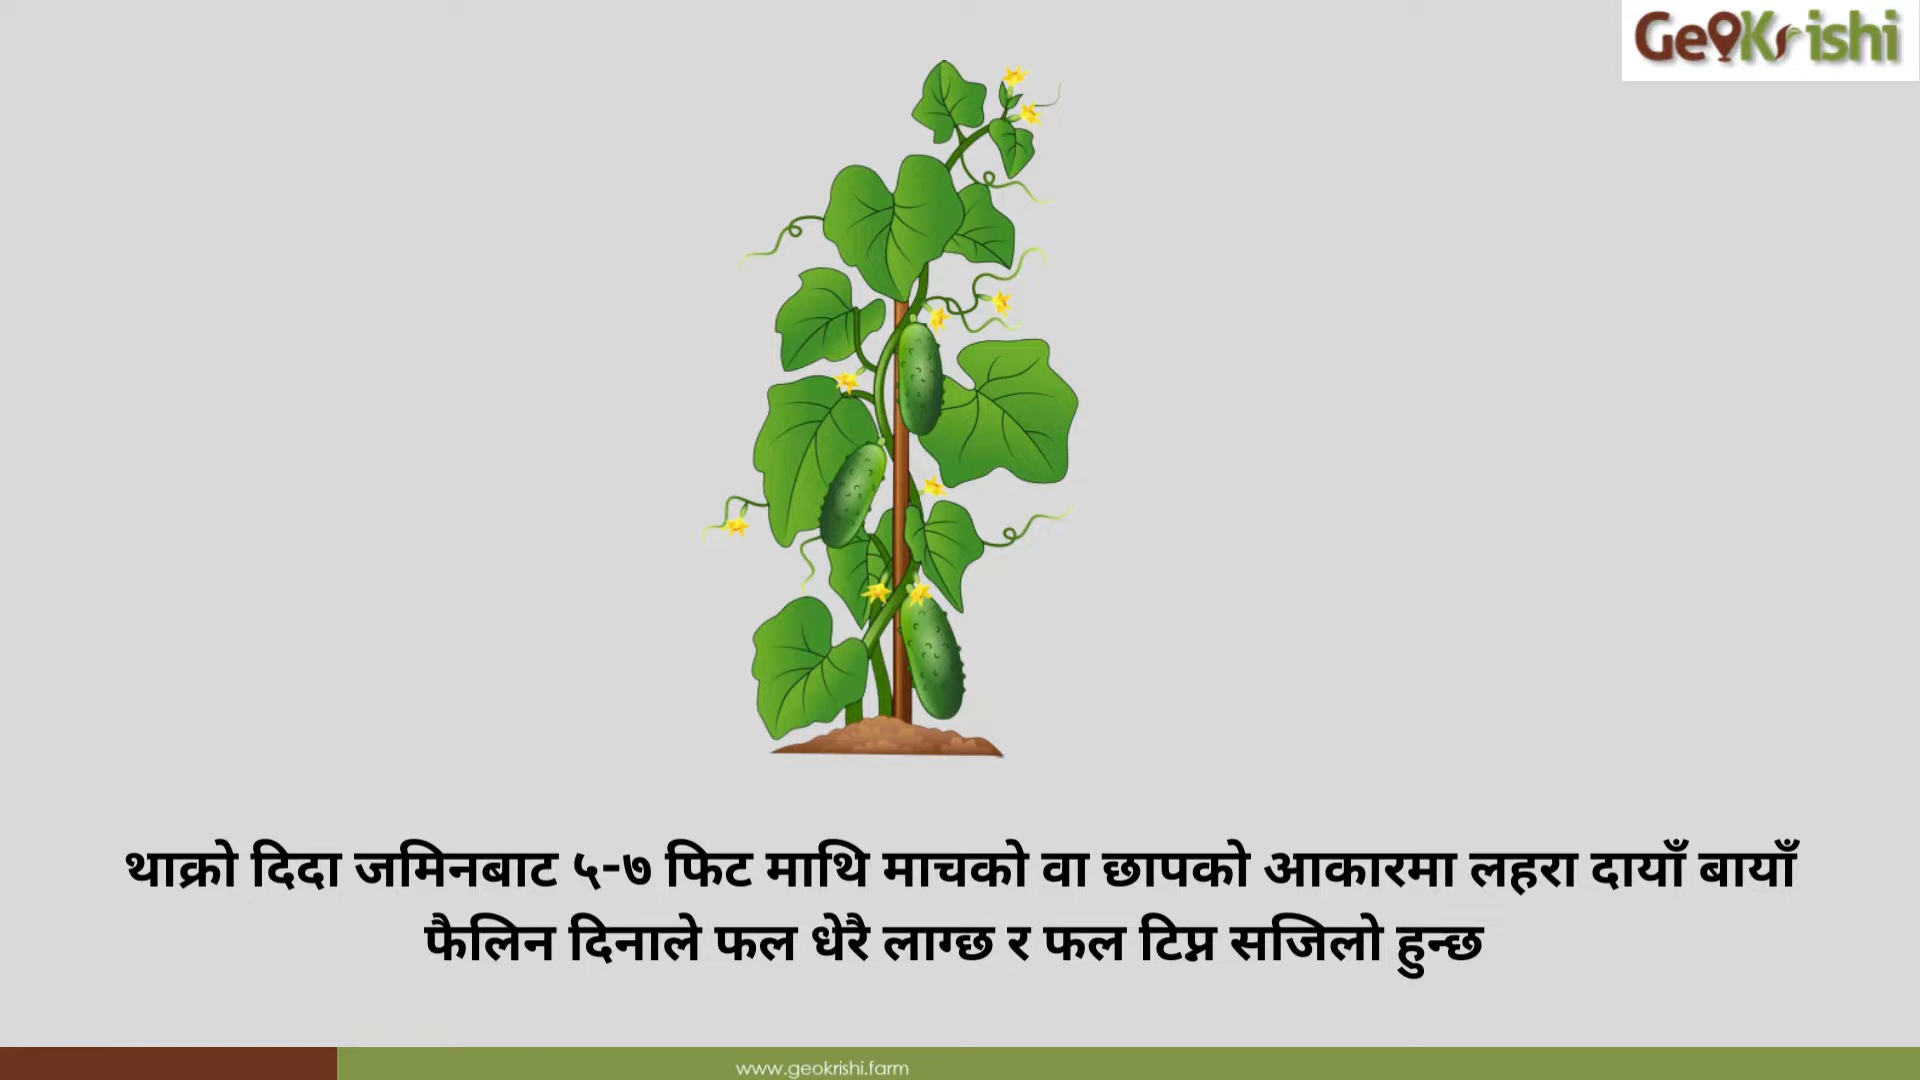 GeoKrishi
थाक्रो दिदा जमिनबाट ५-७ फिट माथि माचको वा छापको आकारमा लहरा दायाँ बायाँ
फैलिन दिनाले फल धेरै लाग्छ र फल टिप्न सजिलो हुन्छ
www.geokrishi.farm